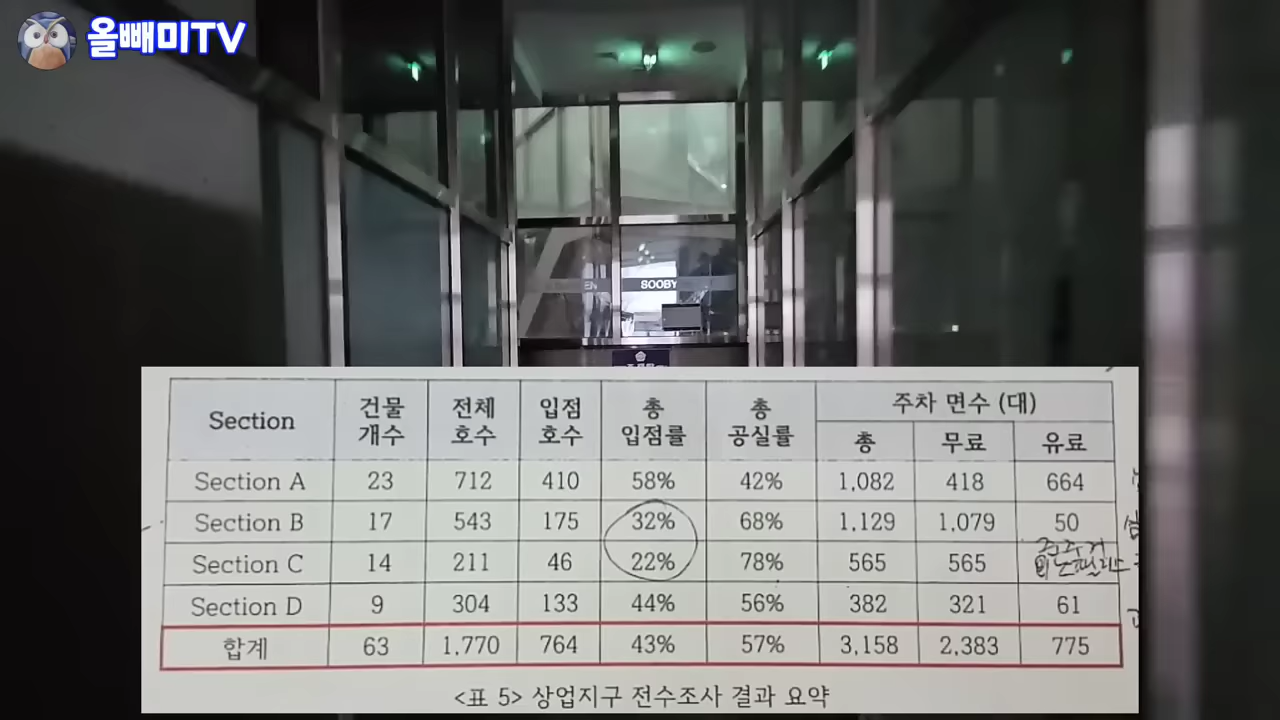 올빼미TV
EN
SOOBY
Section 건물 개수 전체 호수 입점 호수 총 입점률 총 공실률 주차 면수 (대)
총 무료 유료
Section A 23 712 410 58% 42% 1,082 418 664
Section B 17 543 175 32% 68% 1,129 1,079 50
Section C 14 211 46 22% 78% 565 565
Section D 9 304 133 44% 56% 382 321 61
합계 63 1,770 764 43% 57% 3,158 2,383 775
<표 5> 상업지구 전수조사 결과 요약